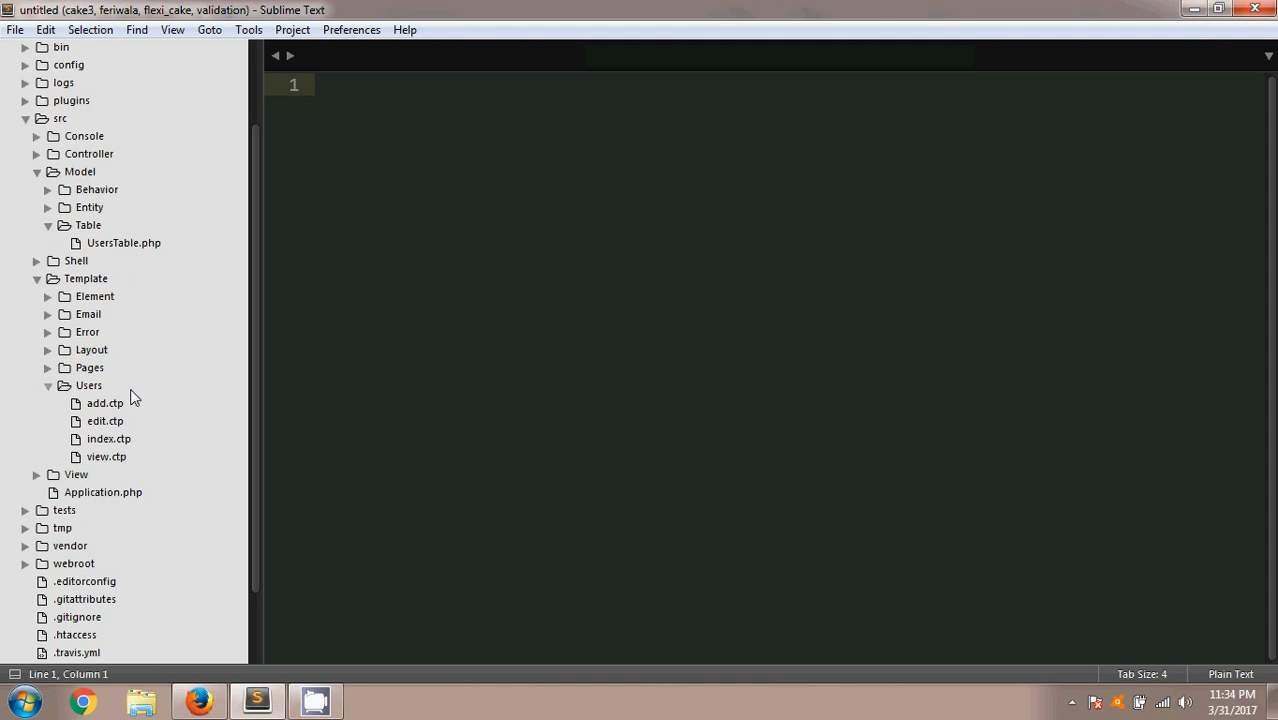 untitled (cake3, feriwala, flexi_cake, validation) - Sublime Text
File Edit Selection Find View Goto Tools Project Preferences Help
bin
config
logs
plugins
src
Console
Controller
Model
Behavior
Entity
Table
UsersTable.php
Shell
Template
Element
Email
Error
Layout
Pages
Users
add.ctp
edit.ctp
index.ctp
view.ctp
View
Application.php
tests
tmp
vendor
webroot
.editorconfig
.gitattributes
.gitignore
.htaccess
.travis.yml
1
Line 1, Column 1
Tab Size: 4
Plain Text
11:34 PM
3/31/2017